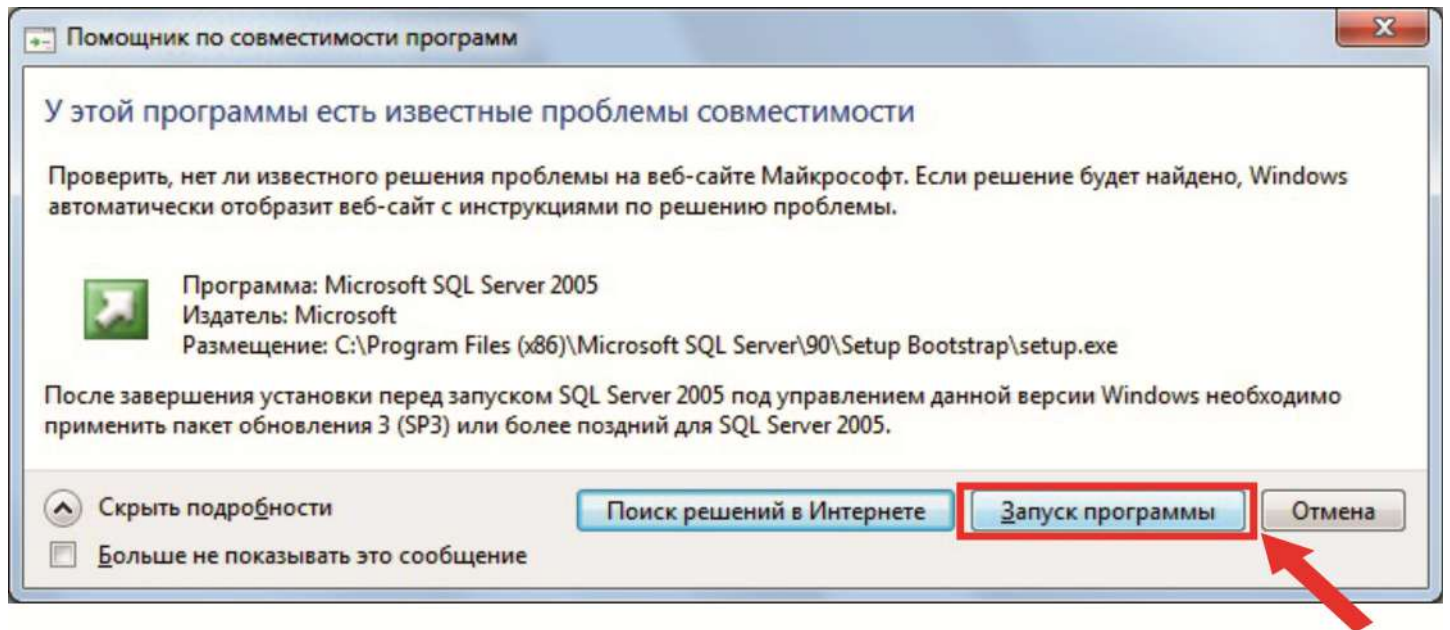 Помощник по совместимости программ
У этой программы есть известные проблемы совместимости
Проверить, нет ли известного решения проблемы на веб-сайте Майкрософт. Если решение будет найдено, Windows
автоматически отобразит веб-сайт с инструкциями по решению проблемы.
Программа: Microsoft SQL Server 2005
Издатель: Microsoft
Размещение: C:\Program Files (x86)\Microsoft SQL Server\90\Setup Bootstrap\setup.exe
После завершения установки перед запуском SQL Server 2005 под управлением данной версии Windows необходимо
применить пакет обновления 3 (SP3) или более поздний для SQL Server 2005.
Скрыть подробности
Поиск решений в Интернете
Запуск программы
Отмена
Больше не показывать это сообщение